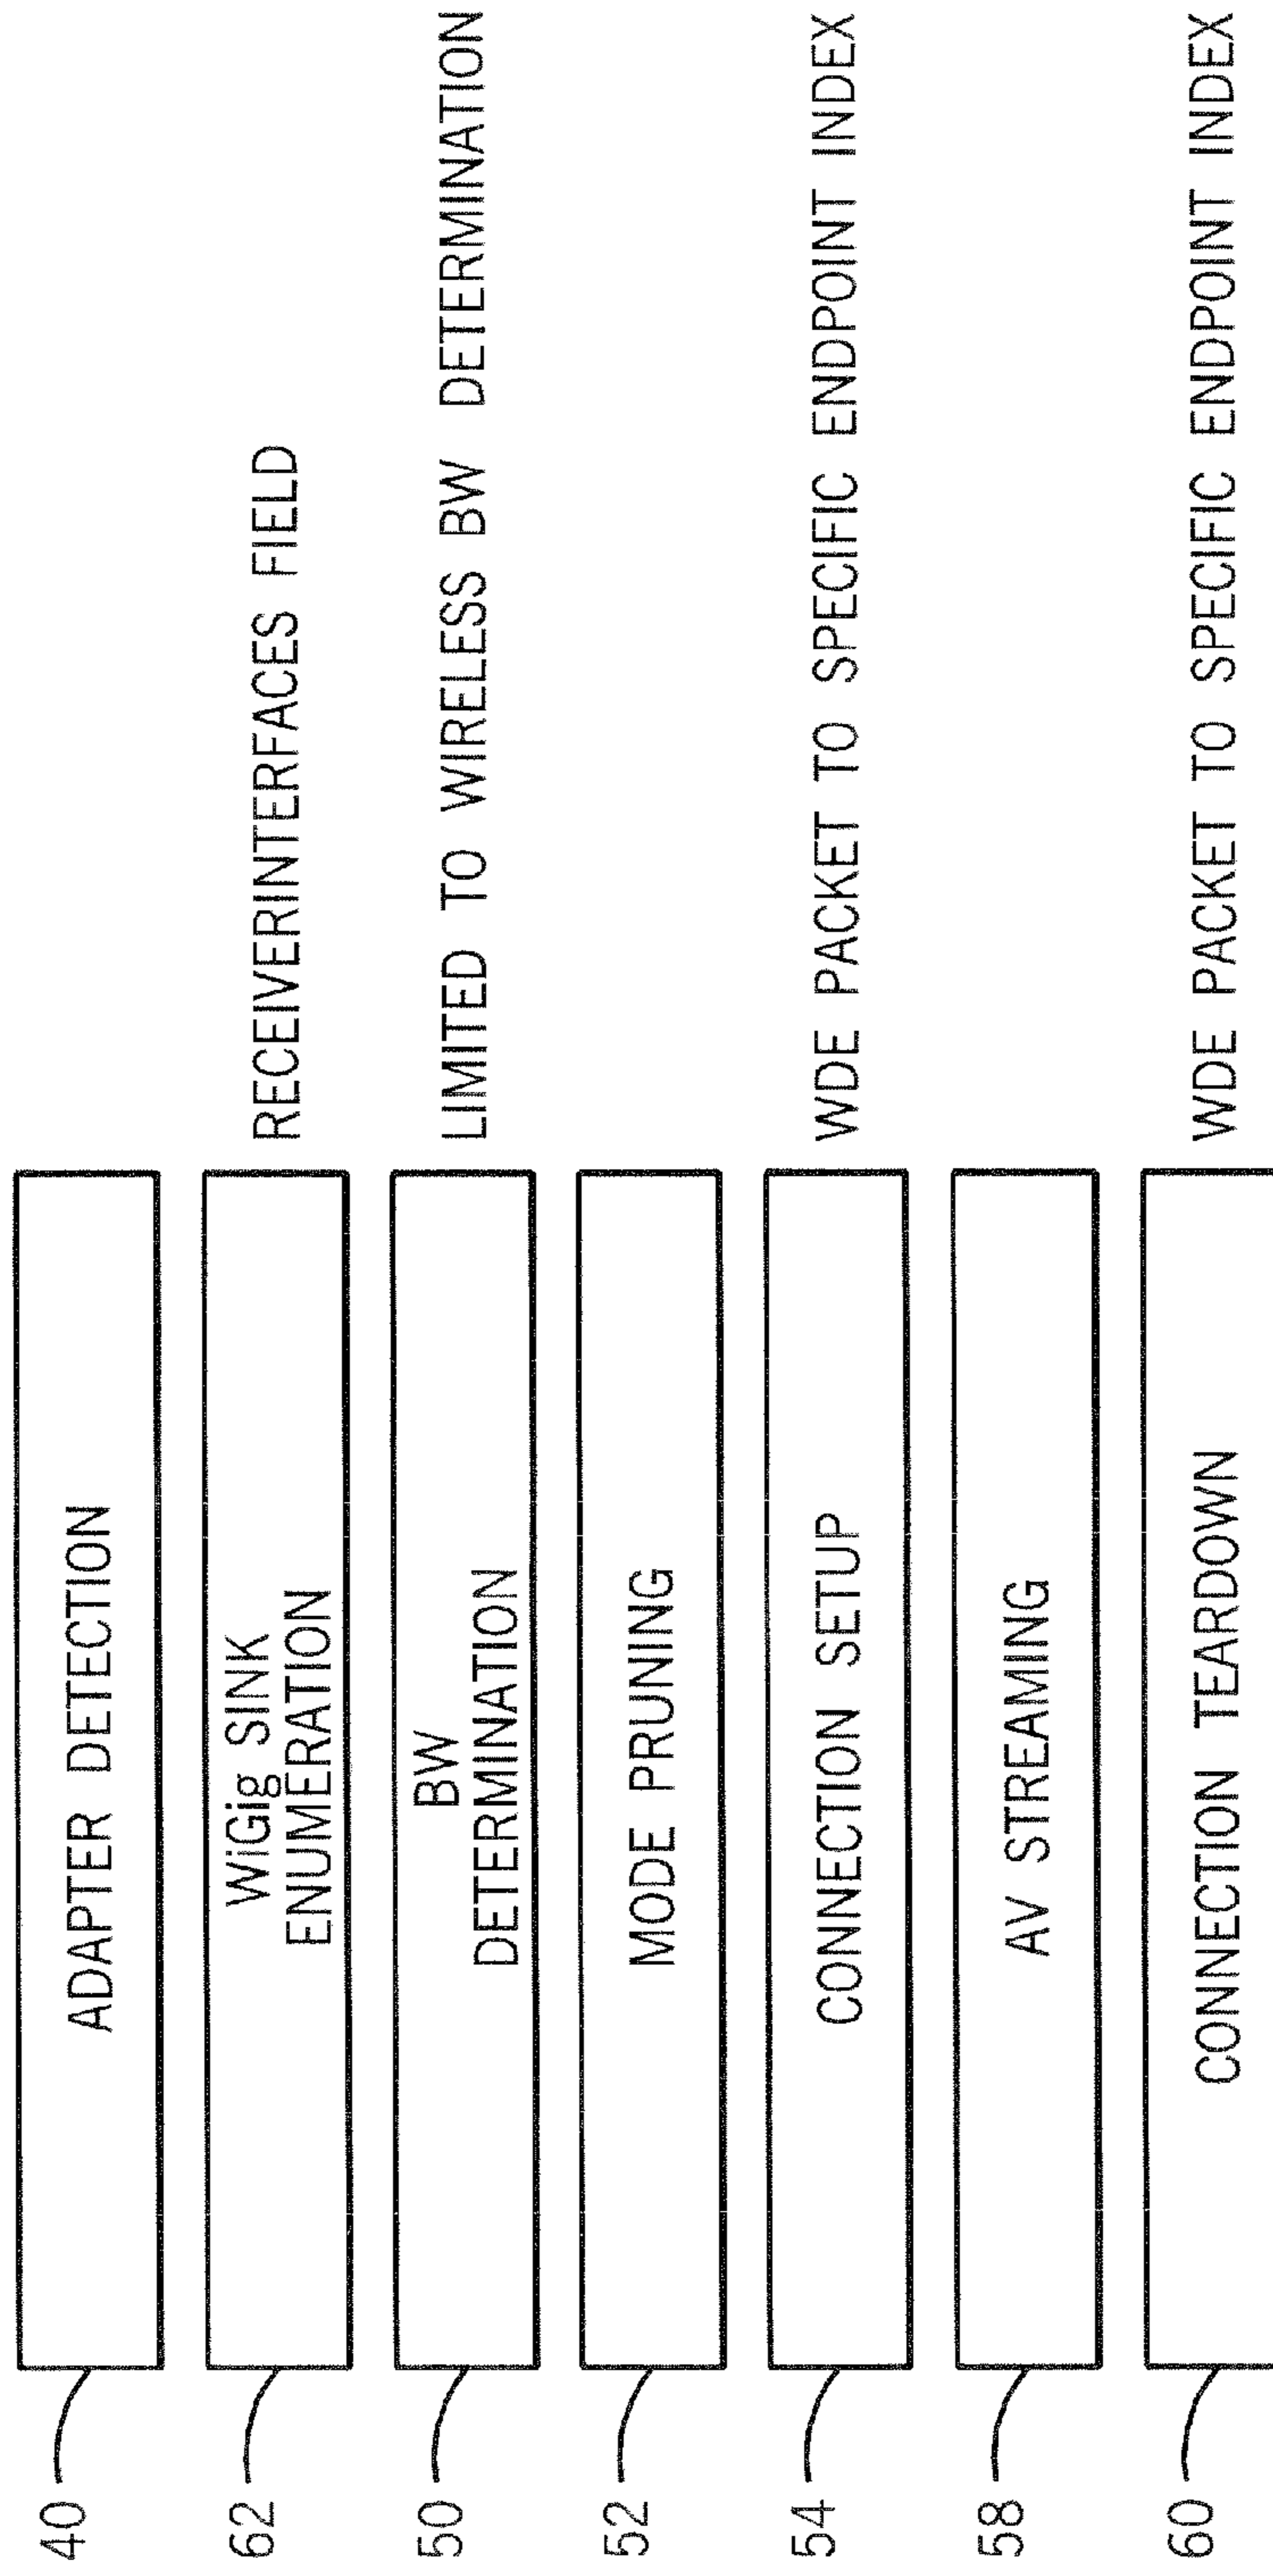 40
ADAPTER DETECTION
62
WiGig SINK
ENUMERATION
RECEIVERINTERFACES FIELD
50
BW
DETERMINATION
LIMITED TO WIRELESS BW DETERMINATION
52
MODE PRUNING
54
CONNECTION SETUP
WDE PACKET TO SPECIFIC ENDPOINT INDEX
58
AV STREAMING
60
CONNECTION TEARDOWN
WDE PACKET TO SPECIFIC ENDPOINT INDEX